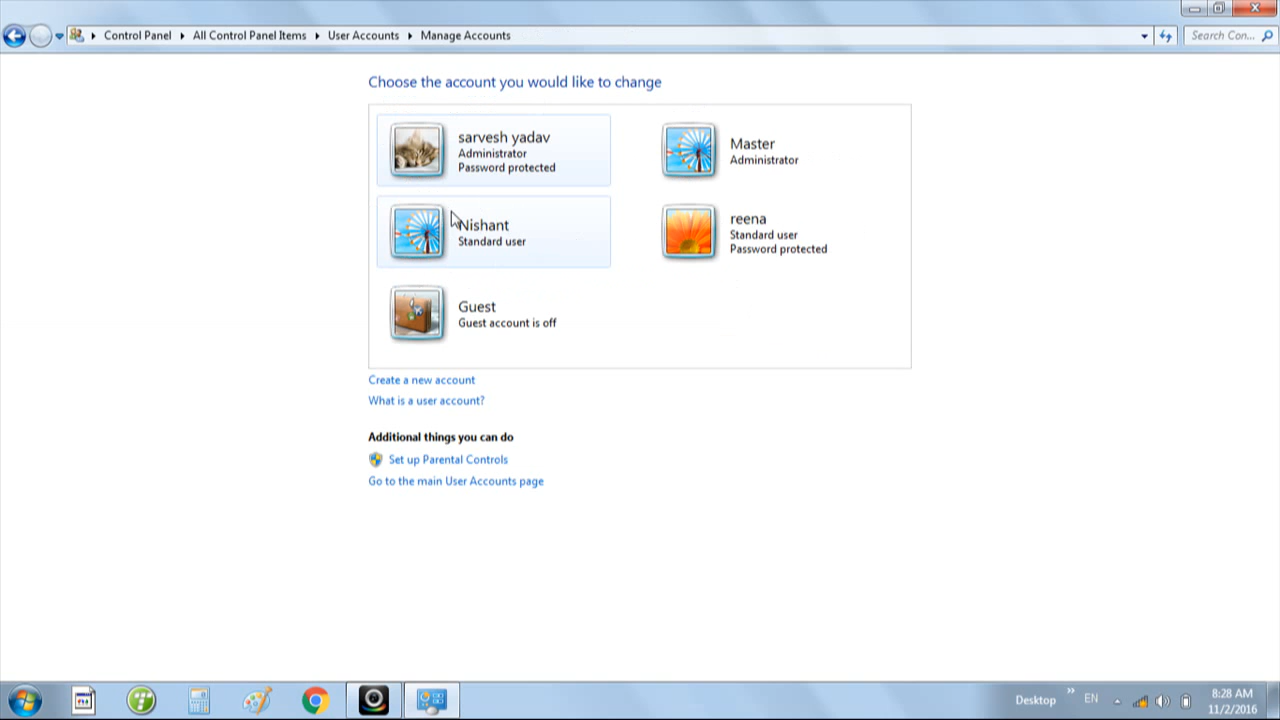 Control Panel All Control Panel Items User Accounts Manage Accounts Search Con...
Choose the account you would like to change
sarvesh yadav
Administrator
Password protected
Master
Administrator
Nishant
Standard user
reena
Standard user
Password protected
Guest
Guest account is off
Create a new account
What is a user account?
Additional things you can do
Set up Parental Controls
Go to the main User Accounts page
Desktop » EN 8:28 AM
11/2/2016